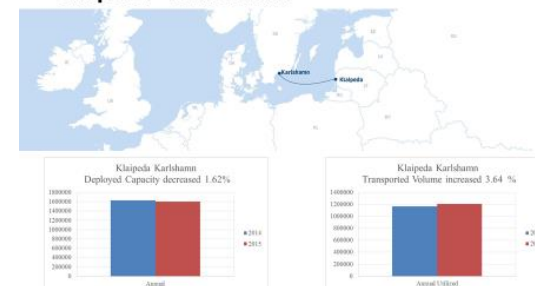 Karlshamn
Klaipeda
Klaipeda Karlshamn
Deployed Capacity decreased 1.62%
1800000
1600000
1400000
1200000
1000000
800000
600000
400000
200000
0
2014
2015
Annual
Klaipeda Karlshamn
Transported Volume increased 3.64 %
1400000
1200000
1000000
800000
600000
400000
200000
0
Annual Utilized